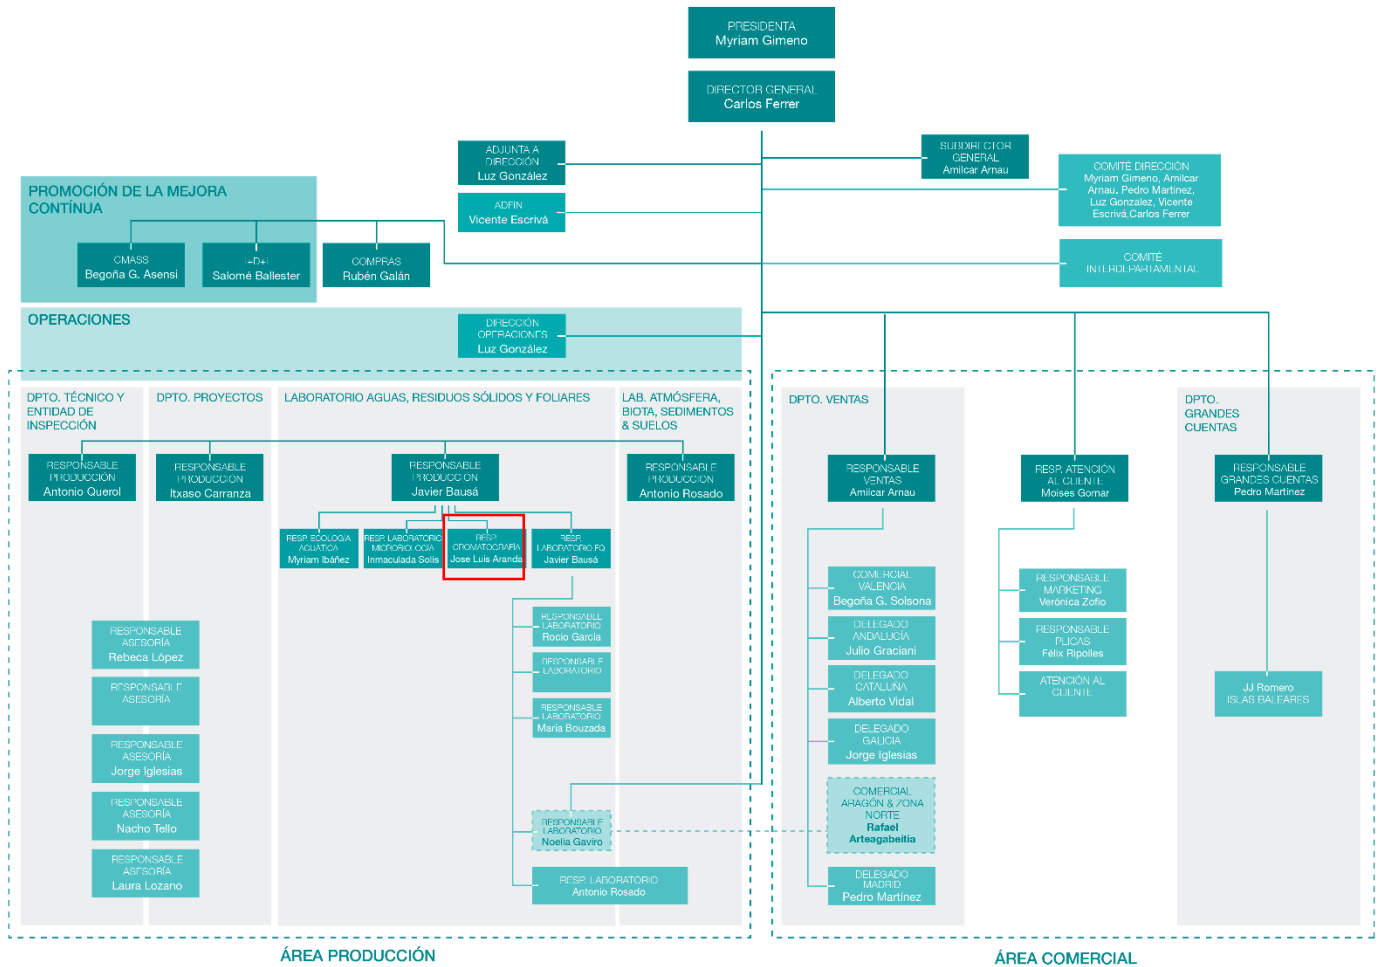 PRESIDENTA
Myriam Gimeno
DIRECTOR GENERAL
Carlos Ferrer
ADJUNTA A
DIRECCIÓN
Luz González
SUBDIRECTOR
GENERAL
Amilcar Arnau
COMITÉ DIRECCIÓN
Myriam Gimeno, Amilcar
Arnau, Pedro Martinez,
Luz Gonzalez, Vicente
Escrivá,Carlos Ferrer
ADFIN
Vicente Escrivá
PROMOCIÓN DE LA MEJORA
CONTÍNUA
CMASS
Begoña G. Asensi
I+D+i
Salomé Ballester
COMPRAS
Rubén Galán
COMITÉ
INTERDEPARTAMENTAL
OPERACIONES
DIRECCIÓN
OPERACIONES
Luz González
DPTO. TÉCNICO Y
ENTIDAD DE
INSPECCIÓN
DPTO. PROYECTOS
LABORATORIO AGUAS, RESIDUOS SÓLIDOS Y FOLIARES
LAB. ATMÓSFERA,
BIOTA, SEDIMENTOS
& SUELOS
RESPONSABLE
PRODUCCIÓN
Antonio Querol
RESPONSABLE
PRODUCCIÓN
Itxaso Carranza
RESPONSABLE
PRODUCCIÓN
Javier Bausá
RESPONSABLE
PRODUCCIÓN
Antonio Rosado
RESP. ECOLOGÍA
ACUÁTICA
Myriam Ibáñez
RESP. LABORATORIO
MICROBIOLOGÍA
Inmaculada Solis
RESP.
CROMATOGRAFÍA
Jose Luis Aranda
RESP.
LABORATORIO FQ
Javier Bausá
RESPONSABLE
LABORATORIO
Rocio García
RESPONSABLE
LABORATORIO
RESPONSABLE
LABORATORIO
María Bouzada
RESPONSABLE
LABORATORIO
Noelia Gaviro
RESP. LABORATORIO
Antonio Rosado
RESPONSABLE
ASESORÍA
Rebeca López
RESPONSABLE
ASESORÍA
RESPONSABLE
ASESORÍA
Jorge Iglesias
RESPONSABLE
ASESORÍA
Nacho Tello
RESPONSABLE
ASESORÍA
Laura Lozano
ÁREA PRODUCCIÓN
DPTO. VENTAS
RESPONSABLE
VENTAS
Amilcar Arnau
COMERCIAL
VALENCIA
Begoña G. Solsona
DELEGADO
ANDALUCÍA
Julio Graciani
DELEGADO
CATALUÑA
Alberto Vidal
DELEGADO
GALICIA
Jorge Iglesias
COMERCIAL
ARAGÓN & ZONA
NORTE
Rafael
Arteagabeitia
DELEGADO
MADRID
Pedro Martínez
RESP. ATENCIÓN
AL CLIENTE
Moises Gomar
RESPONSABLE
MARKETING
Verónica Zofio
RESPONSABLE
PLICAS
Félix Ripolles
ATENCIÓN AL
CLIENTE
DPTO.
GRANDES
CUENTAS
RESPONSABLE
GRANDES CUENTAS
Pedro Martínez
JJ Romero
ISLAS BALEARES
ÁREA COMERCIAL